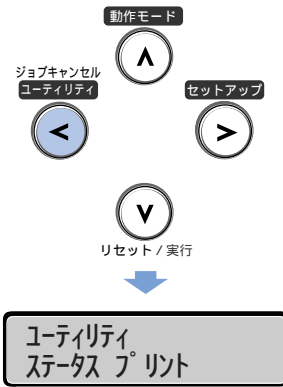 動作モード
ジョブキャンセル
ユーティリティ
セットアップ
リセット / 実行
ユーティリティ
ステータス プリント